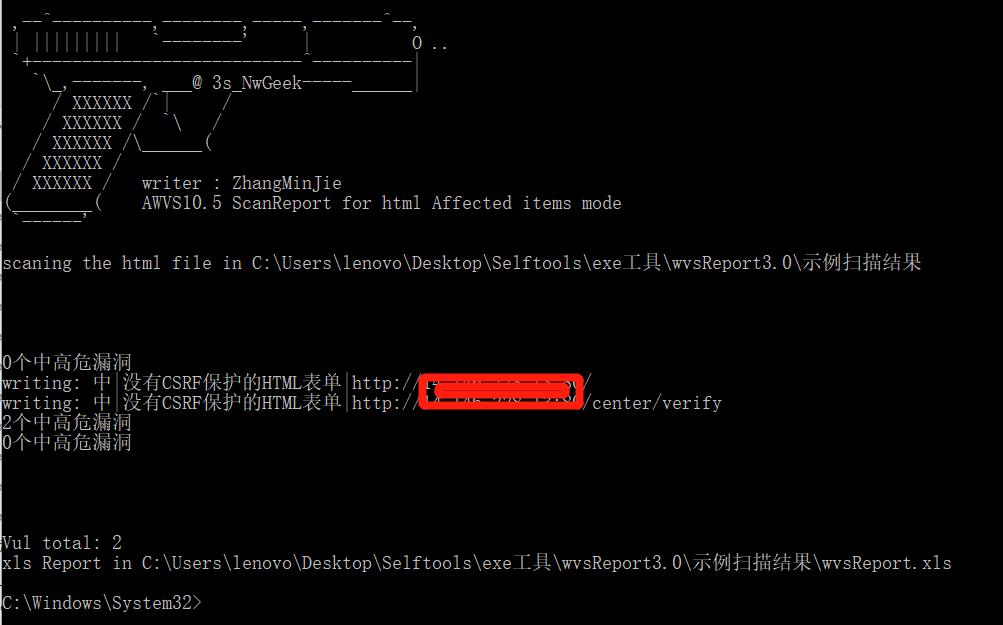 @ 3s_NwGeek
XXXXXX
XXXXXX
XXXXXX
XXXXXX
XXXXXX writer : ZhangMinJie
AWVS10.5 ScanReport for html Affected items mode
scaning the html file in C:\Users\lenovo\Desktop\Selftools\exe工具\wvsReport3.0\示例扫描结果
0个中高危漏洞
writing: 中|没有CSRF保护的HTML表单|http://
writing: 中|没有CSRF保护的HTML表单|http:///center/verify
2个中高危漏洞
0个中高危漏洞
Vul total: 2
xls Report in C:\Users\lenovo\Desktop\Selftools\exe工具\wvsReport3.0\示例扫描结果\wvsReport.xls
C:\Windows\System32>